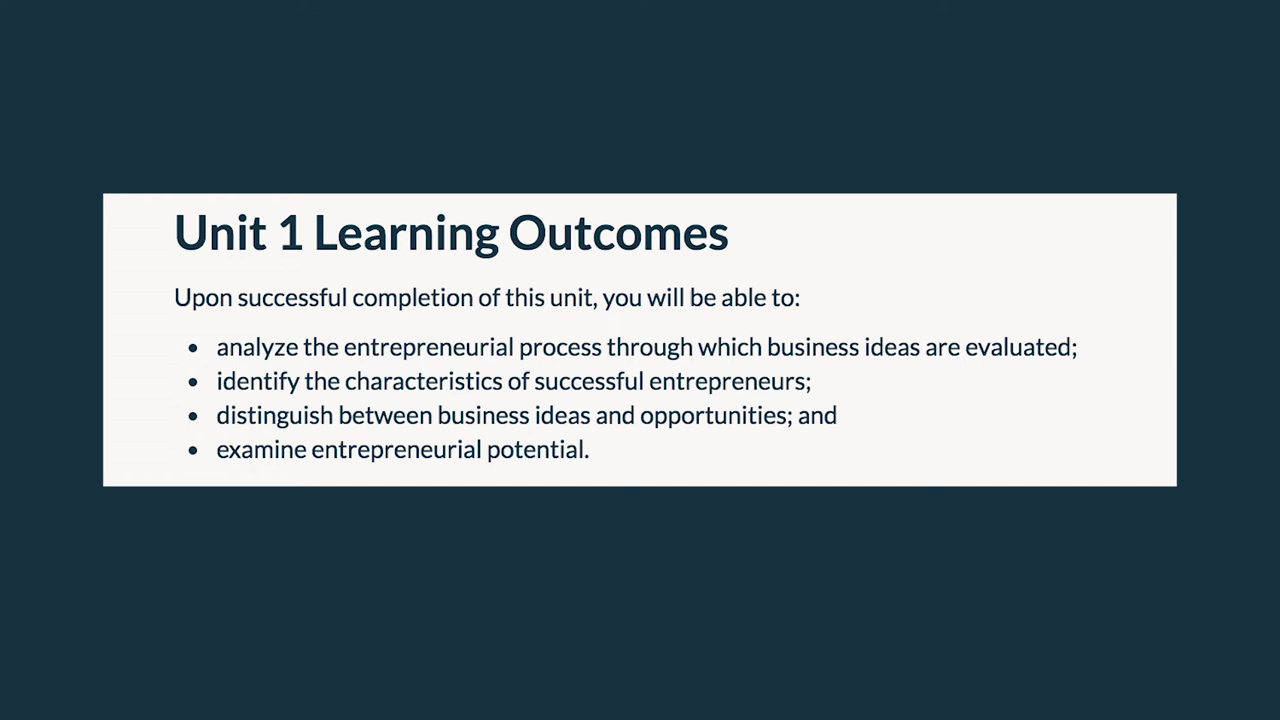 Unit 1 Learning Outcomes
Upon successful completion of this unit, you will be able to:
• analyze the entrepreneurial process through which business ideas are evaluated;
• identify the characteristics of successful entrepreneurs;
• distinguish between business ideas and opportunities; and
• examine entrepreneurial potential.